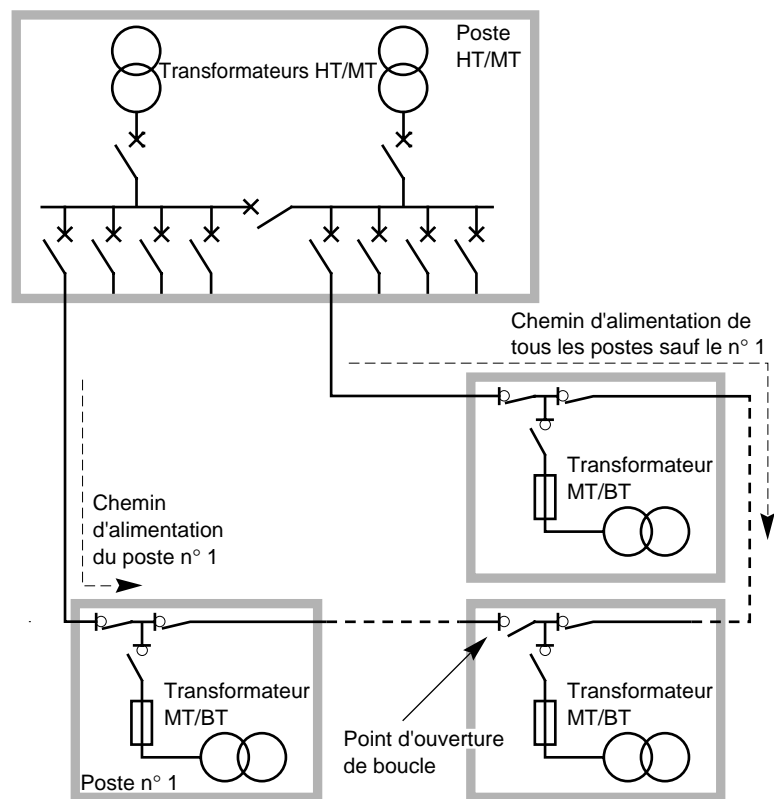 Poste
HT/MT
Transformateurs HT/MT
Chemin d'alimentation de
tous les postes sauf le n° 1
Transformateur
MT/BT
Chemin
d'alimentation
du poste n° 1
Transformateur
MT/BT
Poste n° 1
Point d'ouverture
de boucle
Transformateur
MT/BT